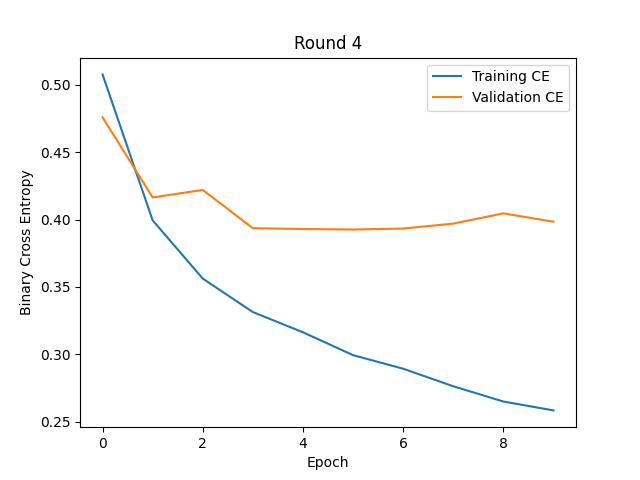 Round 4
Training CE
Validation CE
Binary Cross Entropy
0.50
0.45
0.40
0.35
0.30
0.25
0 2 4 6 8
Epoch